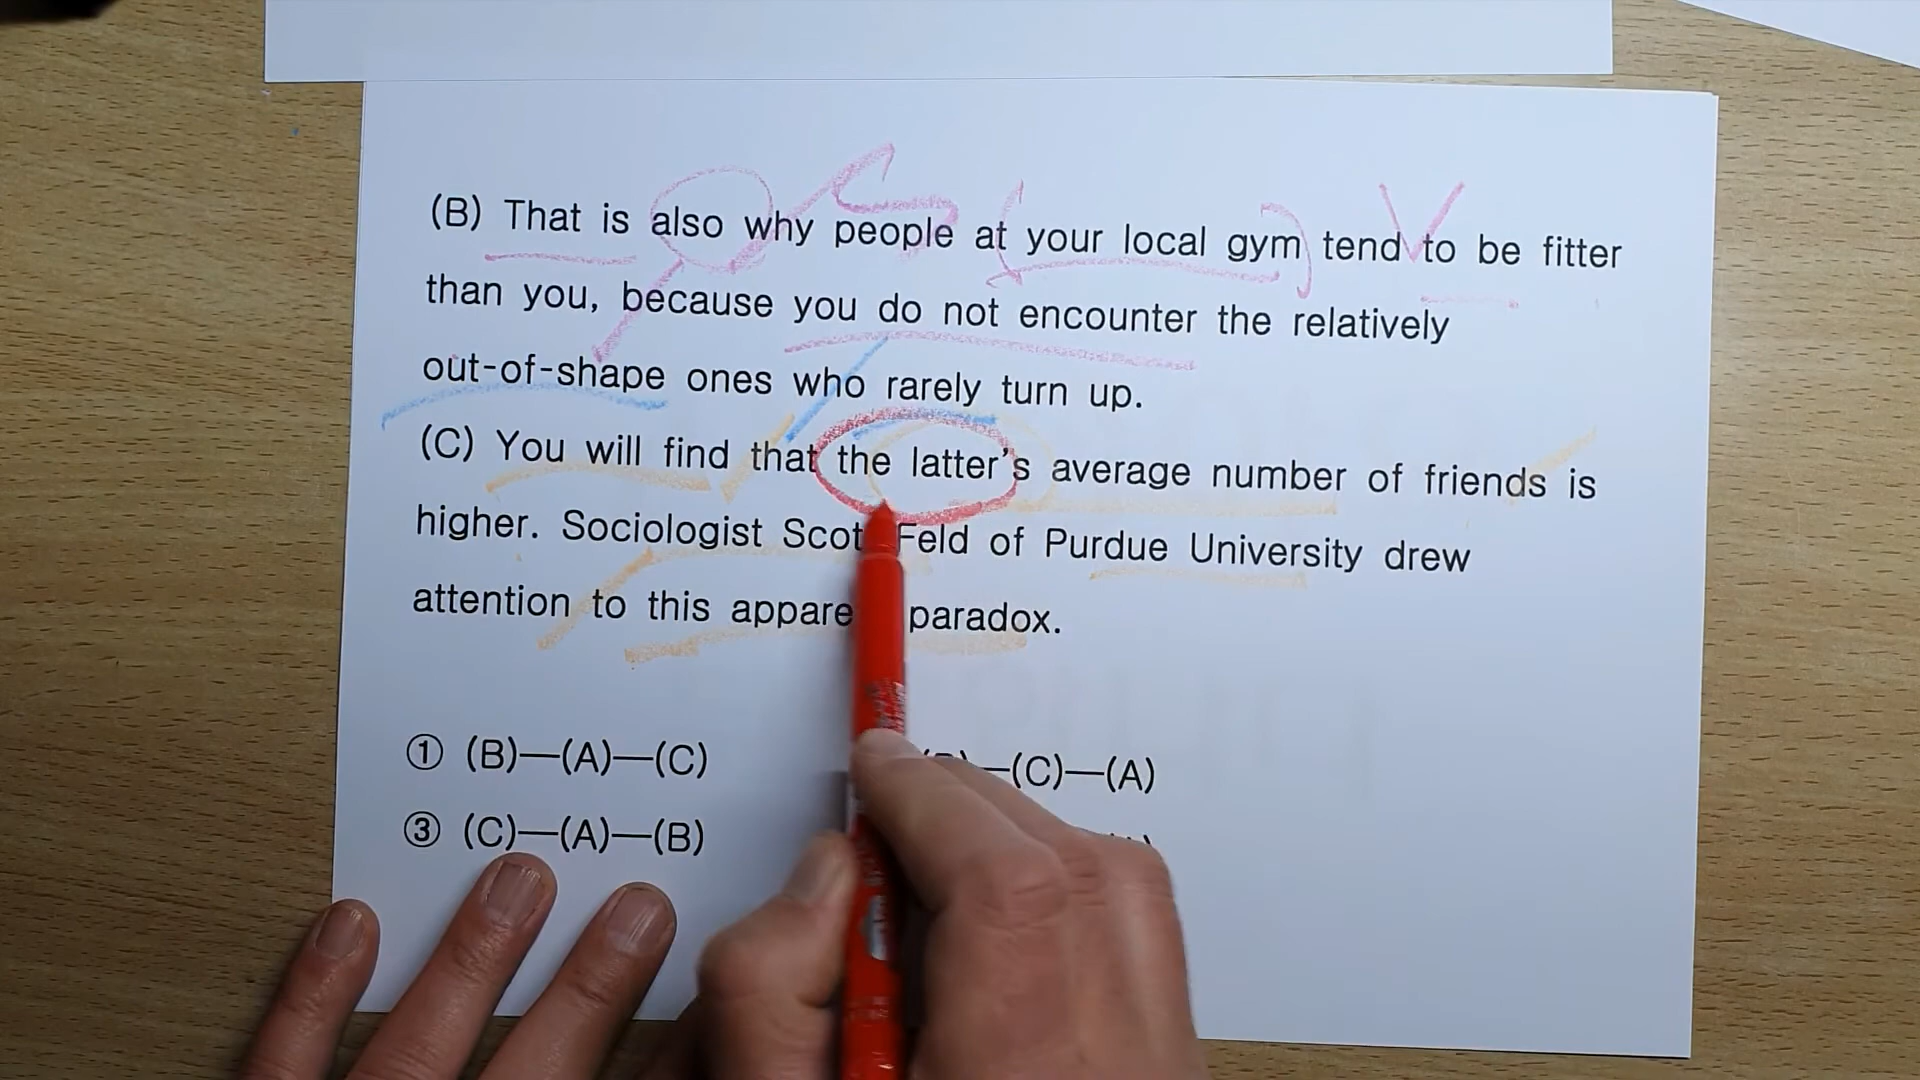 (B) That is also why people at your local gym tend to be fitter
than you, because you do not encounter the relatively
out-of-shape ones who rarely turn up.
(C) You will find that the latter's average number of friends is
higher. Sociologist Feld of Purdue University drew
attention to this paradox.
① (B)—(A)—(C)
—(C)—(A)
③ (C)—(A)—(B)